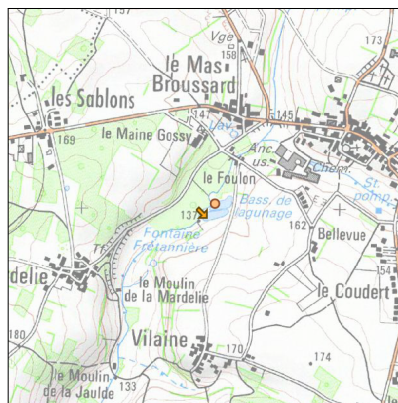 157
Vge
158
173
le Mas
Broussard
les Sablons
147
145
le Maine Gossy
Lav.
169
Anc.
us.
le Foulon
Chem.
St.
pomp.
137
Bass. de
lagunage
Fontaine
Frétannière
162
Bellevue
154
le Moulin
de la Mardelie
le Coudert
180
Vilaine
170
174
le Moulin
de la Jaulde
133